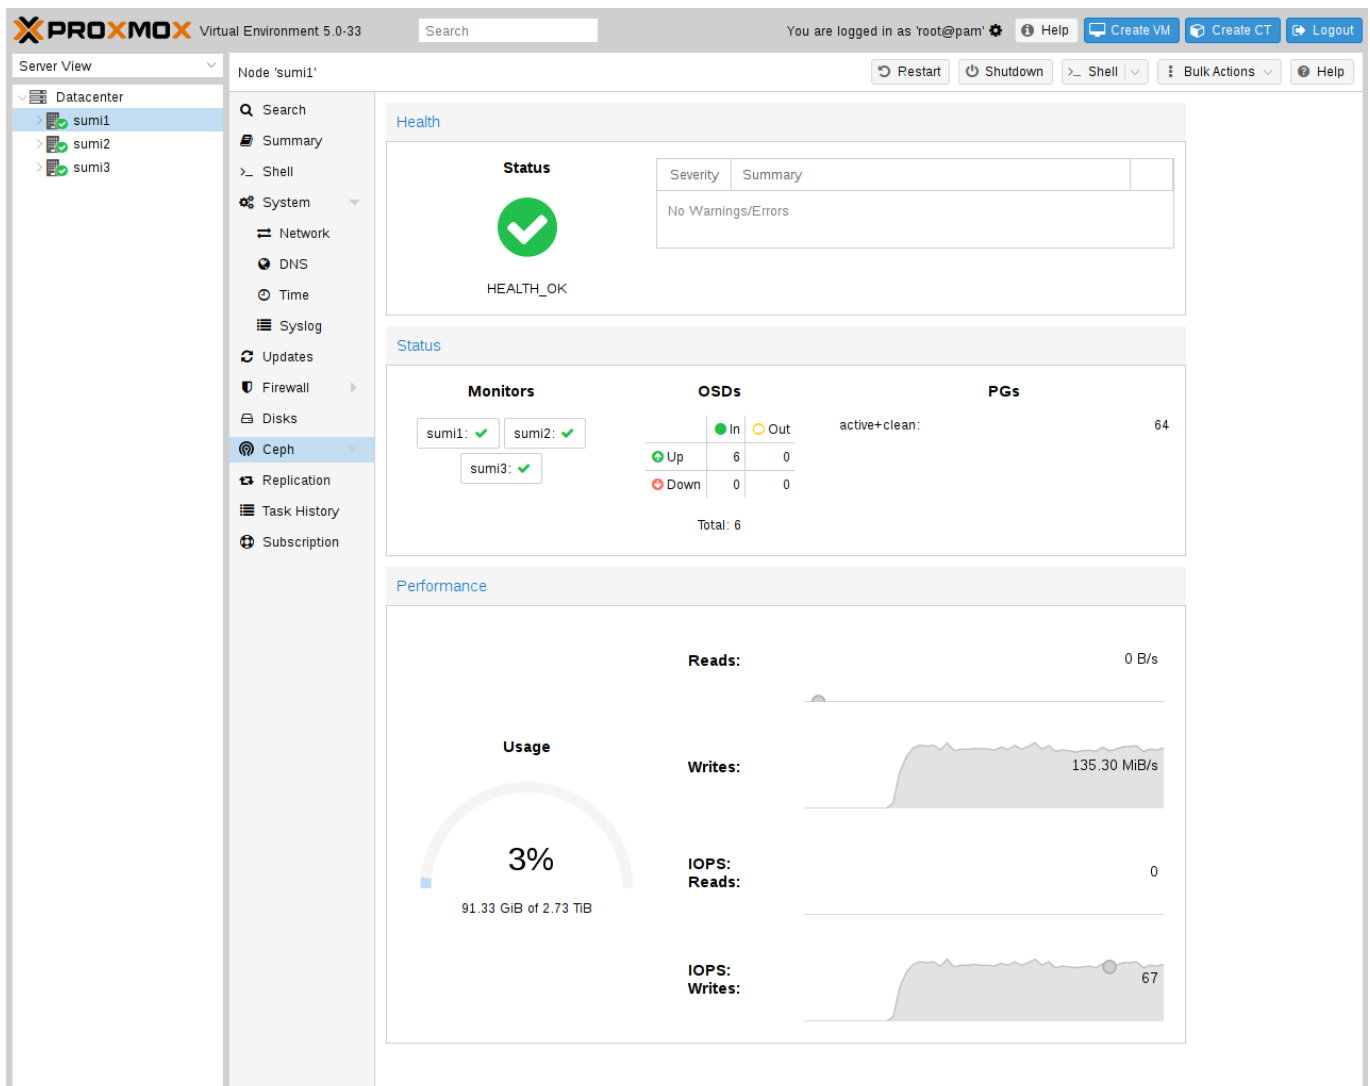 PROXMOX Virtual Environment 5.0-33 Search You are logged in as 'root@pam' Help Create VM Create CT Logout
Server View
Datacenter
sumi1
sumi2
sumi3
Node 'sumi1' Restart Shutdown >_ Shell Bulk Actions Help
Search
Summary
>_ Shell
System
Network
DNS
Time
Syslog
Updates
Firewall
Disks
Ceph
Replication
Task History
Subscription
Health
Status
HEALTH_OK
Severity Summary
No Warnings/Errors
Status
Monitors
sumi1: sumi2:
sumi3:
OSDs
In Out
Up 6 0
Down 0 0
Total: 6
PGs
active+clean: 64
Performance
Usage
3%
91.33 GiB of 2.73 TiB
Reads: 0 B/s
Writes: 135.30 MiB/s
IOPS:
Reads: 0
IOPS:
Writes: 67